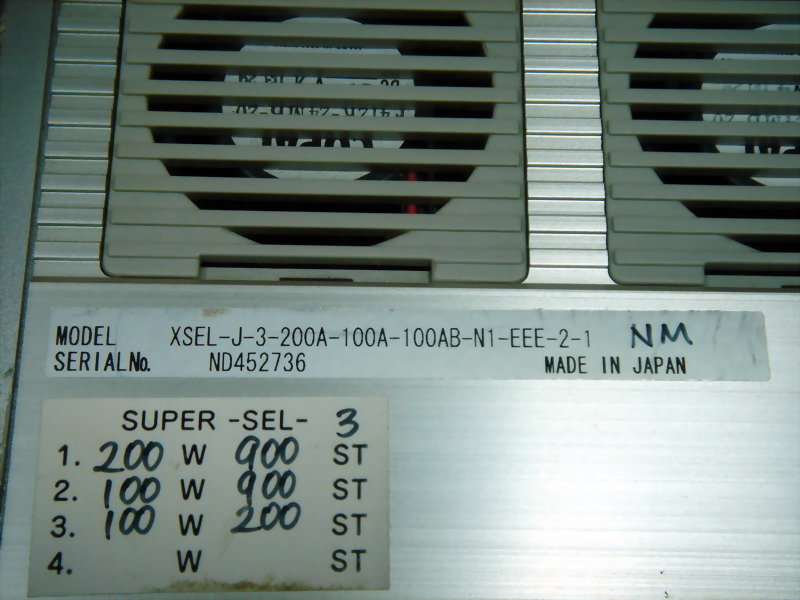 MODEL XSEL-J-3-200A-100A-100AB-N1-EEE-2-1 NM
SERIAL No. ND452736 MADE IN JAPAN
SUPER -SEL- 3
1. 200 W 900 ST
2. 100 W 900 ST
3. 100 W 200 ST
4. W ST